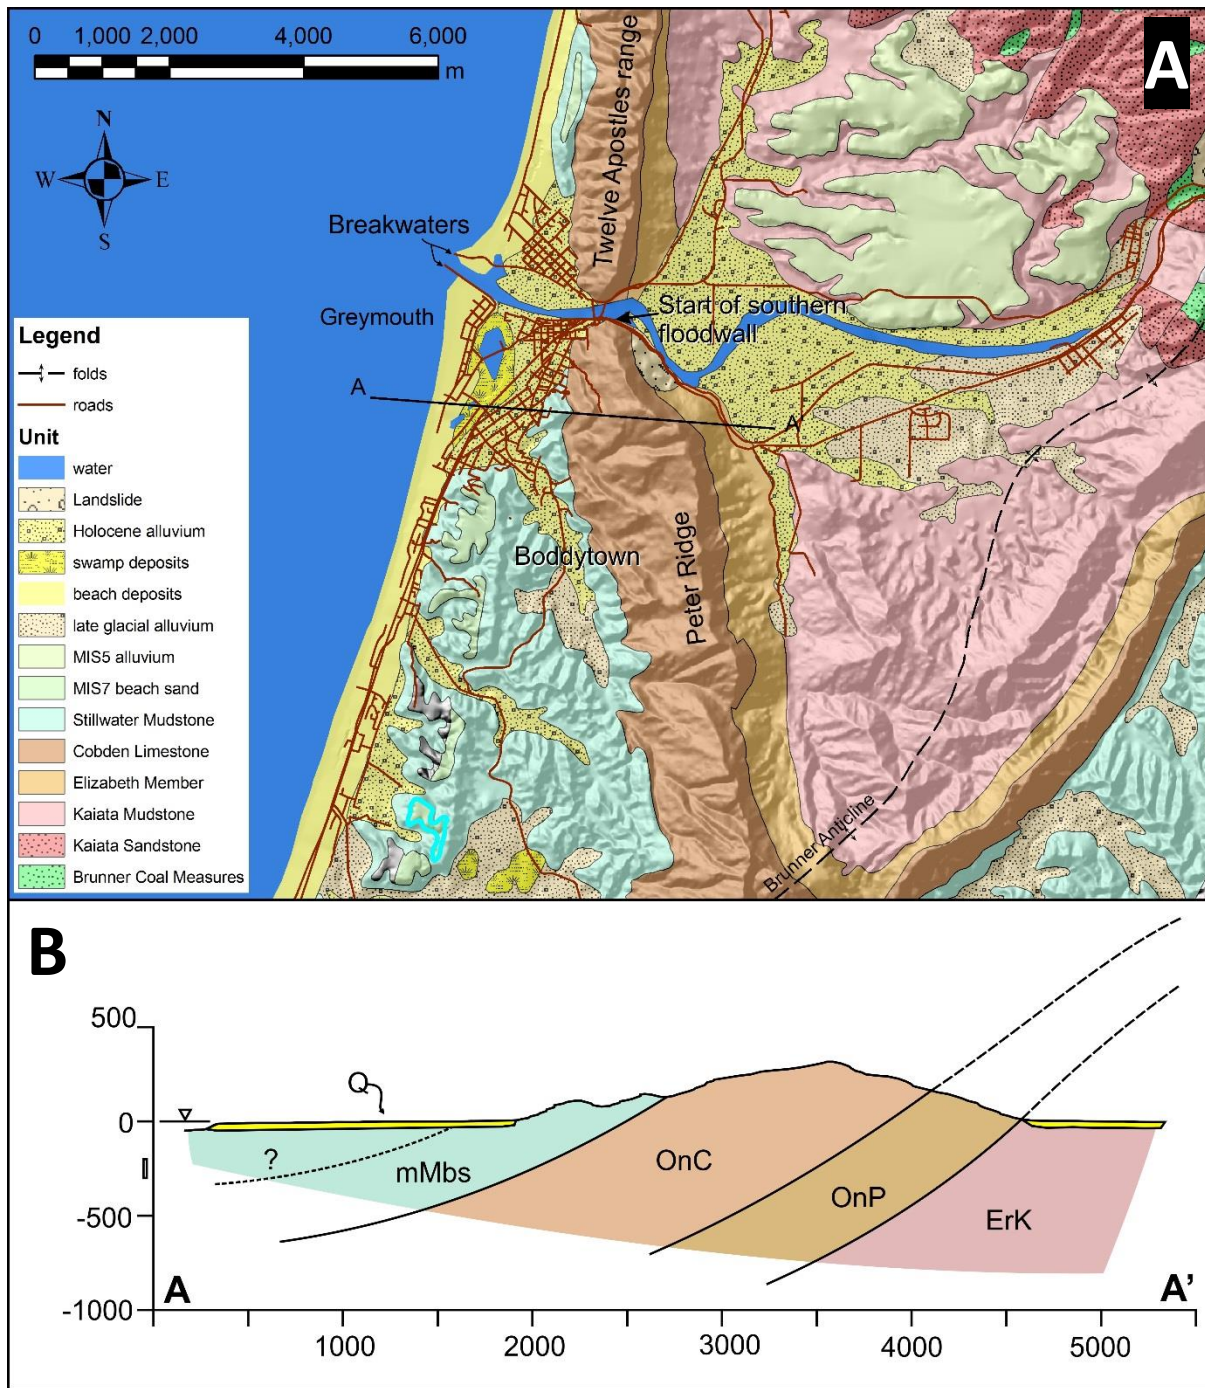 0 1,000 2,000 4,000 6,000
m
A
N
W E
S
Twelve Apostles range
Breakwaters
Greymouth
Start of southern
floodwall
A
A'
Boddytown
Peter Ridge
Brunner Anticline
Legend
folds
roads
Unit
water
Landslide
Holocene alluvium
swamp deposits
beach deposits
late glacial alluvium
MIS5 alluvium
MIS7 beach sand
Stillwater Mudstone
Cobden Limestone
Elizabeth Member
Kaiata Mudstone
Kaiata Sandstone
Brunner Coal Measures
B
500
Q
0
?
mMbs
OnC
OnP
ErK
-500
A
A’
-1000
1000 2000 3000 4000 5000